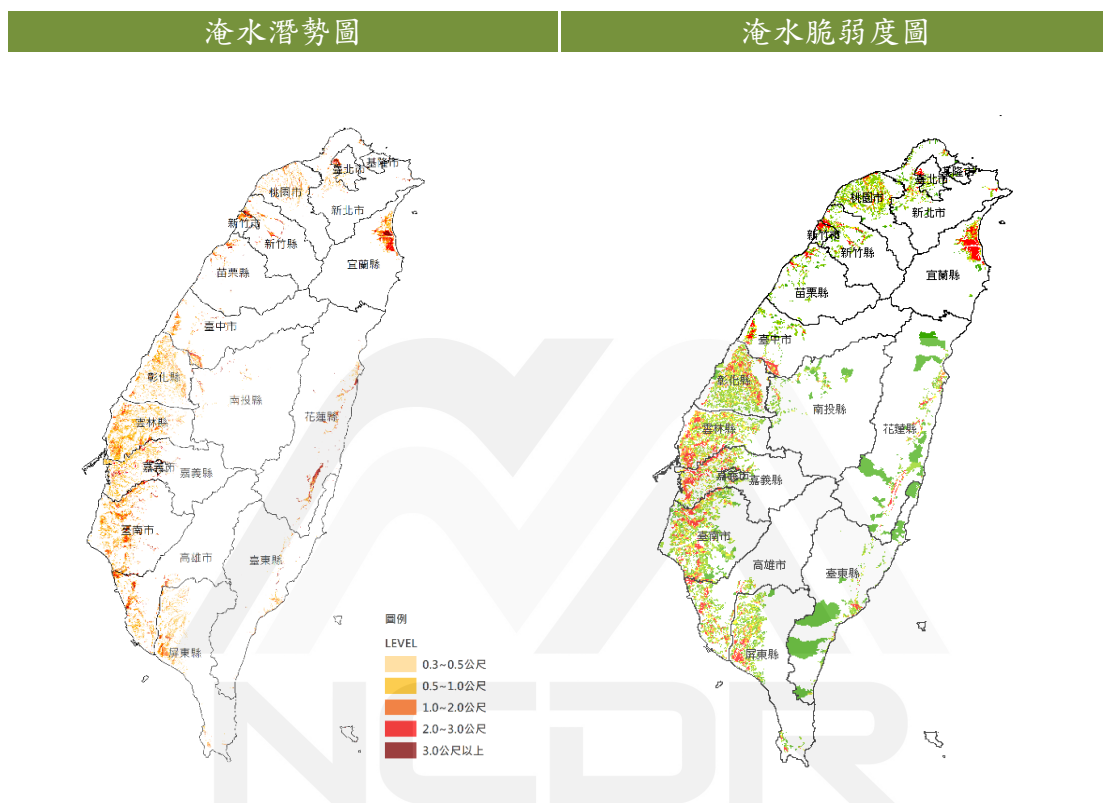 淹水潛勢圖
淹水脆弱度圖
基隆市
臺北市
桃園市
新北市
新竹市
新竹縣
宜蘭縣
苗栗縣
臺中市
彰化縣
南投縣
花蓮縣
雲林縣
嘉義市
嘉義縣
臺南市
高雄市
臺東縣
屏東縣
圖例
LEVEL
0.3~0.5公尺
0.5~1.0公尺
1.0~2.0公尺
2.0~3.0公尺
3.0公尺以上
基隆市
臺北市
桃園市
新北市
新竹市
新竹縣
宜蘭縣
苗栗縣
臺中市
彰化縣
南投縣
雲林縣
花蓮縣
嘉義市
嘉義縣
臺南市
高雄市
臺東縣
屏東縣
NCDR